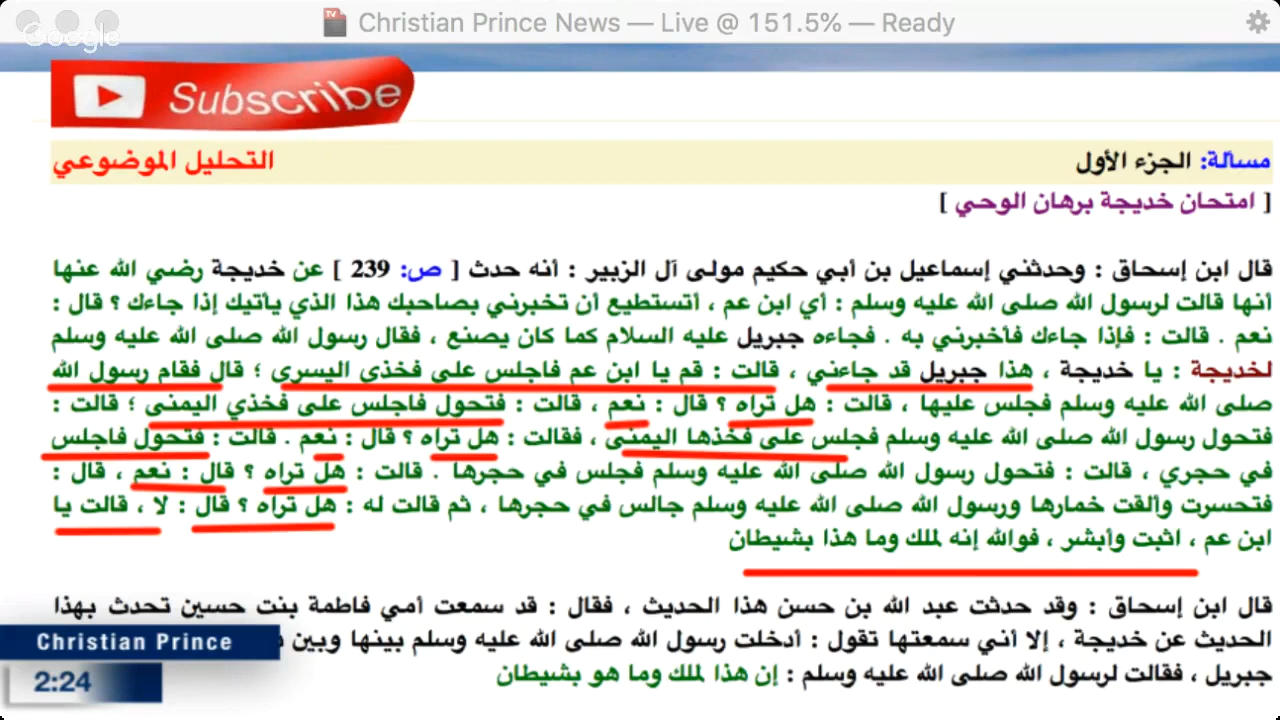 Christian Prince News — Live @ 151.5% — Ready
Google
Subscribe
مسألة: الجزء الأول
التحليل الموضوعي
[ امتحان خديجة برهان الوحي ]
قال ابن إسحاق : وحدثني إسماعيل بن أبي حكيم مولى آل الزبير : أنه حدث [ ص: 239 ] عن خديجة رضي الله عنها
أنها قالت لرسول الله صلى الله عليه وسلم : أي ابن عم ، أتستطيع أن تخبرني بصاحبك هذا الذي يأتيك إذا جاءك ؟ قال :
نعم . قالت : فإذا جاءك فأخبرني به . فجاءه جبريل عليه السلام كما كان يصنع ، فقال رسول الله صلى الله عليه وسلم
لخديجة : يا خديجة ، هذا جبريل قد جاءني ، قالت : قم يا ابن عم فاجلس على فخذي اليسرى ؛ قال فقام رسول الله
صلى الله عليه وسلم فجلس عليها ، قالت : هل تراه ؟ قال : نعم ، قالت : فتحول فاجلس على فخذي اليمنى ؛ قالت :
فتحول رسول الله صلى الله عليه وسلم فجلس على فخذها اليمنى ، فقالت : هل تراه ؟ قال : نعم . قالت : فتحول فاجلس
في حجري ، قالت : فتحول رسول الله صلى الله عليه وسلم فجلس في حجرها . قالت : هل تراه ؟ قال : نعم ، قال :
فتحسرت وألقت خمارها ورسول الله صلى الله عليه وسلم جالس في حجرها ، ثم قالت له : هل تراه ؟ قال : لا ، قالت يا
ابن عم ، اثبت وأبشر ، فوالله إنه لملك وما هذا بشيطان
قال ابن إسحاق : وقد حدثت عبد الله بن حسن هذا الحديث ، فقال : قد سمعت أمي فاطمة بنت حسين تحدث بهذا
الحديث عن خديجة ، إلا أني سمعتها تقول : أدخلت رسول الله صلى الله عليه وسلم بينها وبين
جبريل ، فقالت لرسول الله صلى الله عليه وسلم : إن هذا لملك وما هو بشيطان
Christian Prince
2:24